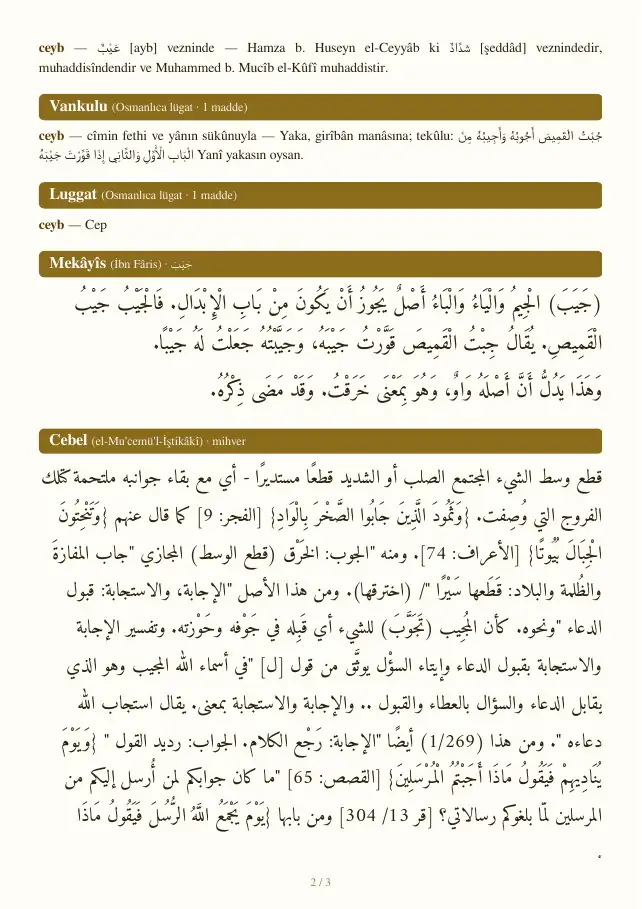 ceyb — عَيْبٌ [ayb] vezninde — Hamza b. Huseyn el-Ceyyâb ki شَدَّادٌ [şeddâd] veznindedir,
muhaddisîndendir ve Muhammed b. Mucîb el-Kûfî muhaddistir.
Vankulu (Osmanlıca lügat · 1 madde)
ceyb — cîmin fethi ve yânın sükûnuyla — Yaka, girîbân manâsına; tekûlu: جُبْتُ الْقَمِيصَ أَجُوبُهُ وَأَجِيبُهُ مِنْ
الْبَابِ الْأَوَّلِ وَالثَّانِي إِذَا قَوَّرْتَ جَيْبَهُ Yanî yakasın oysan.
Luggat (Osmanlıca lügat · 1 madde)
ceyb — Cep
Mekâyîs (İbn Fâris) · جَيَبَ
(جَيَبَ) الْجِيمُ وَالْيَاءُ وَالْبَاءُ أَصْلٌ يَجُوزُ أَنْ يَكُونَ مِنْ بَابِ الْإِبْدَالِ. فَالْجَيْبُ جَيْبُ
الْقَمِيصِ. يُقَالُ جِبْتُ الْقَمِيصَ قَوَّرْتُ جَيْبَهُ، وَجَيَّبْتُهُ جَعَلْتُ لَهُ جَيْبًا.
وَهَذَا يَدُلُّ أَنَّ أَصْلَهُ وَاوٌ، وَهُوَ بِمَعْنَى خَرَقْتُ. وَقَدْ مَضَى ذِكْرُهُ.
Cebel (el-Mu'cemü'l-İştikâkî) · mihver
قطع وسط الشيء المجتمع الصلب أو الشديد قطعًا مستديرًا - أي مع بقاء جوانبه ملتحمة كتلك
الفروج التي وُصِفت. {وَثَمُودَ الَّذِينَ جَابُوا الصَّخْرَ بِالْوَادِ} [الفجر: 9] كما قال عنهم {وَتَنْحِتُونَ
الْجِبَالَ بُيُوتًا} [الأعراف: 74]. ومنه "الجوب: الخَرْق (قطع الوسط) المجازي "جاب المفازةَ
والظُلمة والبلاد: قَطَعها سَيْرًا "/ (اخترقها). ومن هذا الأصل "الإجابة، والاستجابة: قبول
الدعاء "ونحوه. كأن المُجِيب (تَجَوَّبَ) للشيء أي قَبِله في جَوْفه وحَوْزته. وتفسير الإجابة
والاستجابة بقبول الدعاء وإيتاء السؤل يوثَّق من قول [ل] "في أسماء الله المجيب وهو الذي
يقابل الدعاء والسؤال بالعطاء والقبول .. والإجابة والاستجابة بمعنى. يقال استجاب الله
دعاءه ". ومن هذا (1/269) أيضًا "الإجابة: رَجْع الكلام. الجواب: رديد القول " {وَيَوْمَ
يُنَادِيهِمْ فَيَقُولُ مَاذَا أَجَبْتُمُ الْمُرْسَلِينَ} [القصص: 65] "ما كان جوابكم لمن أُرسل إليكم من
المرسلين لمّا بلغوكم رسالاتي؟ [قر 13/ 304] ومن بابها {يَوْمَ يَجْمَعُ اللَّهُ الرُّسُلَ فَيَقُولُ مَاذَا
2 / 3